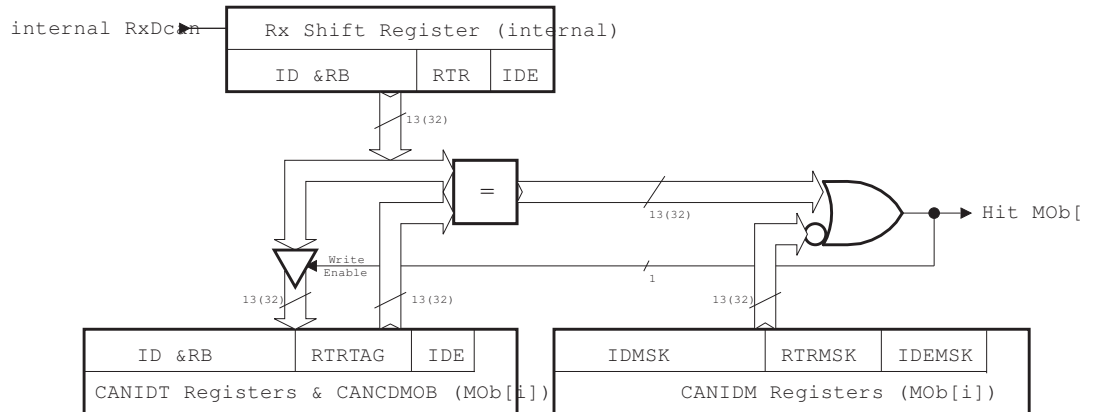 internal RxDcan
Rx Shift Register (internal)
ID &RB RTR IDE
13(32)
=
13(32)
Hit MOb[
Write
Enable
1
13(32) 13(32) 13(32)
ID &RB RTRTAG IDE IDMSK RTRMSK IDEMSK
CANIDT Registers & CANCDMOB (MOb[i]) CANIDM Registers (MOb[i])